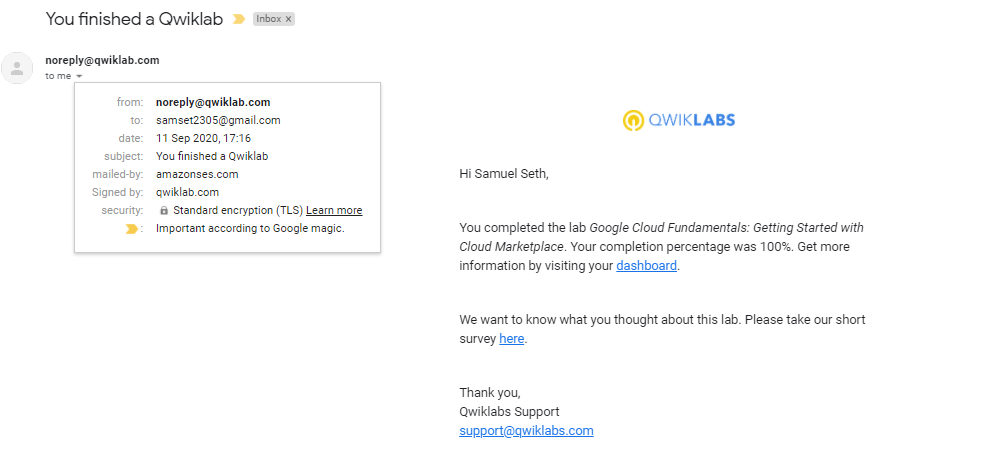 You finished a Qwiklab
Inbox x
noreply@qwiklab.com
to me
from: noreply@qwiklab.com
to: samset2305@gmail.com
date: 11 Sep 2020, 17:16
subject: You finished a Qwiklab
mailed-by: amazonses.com
Signed by: qwiklab.com
security: Standard encryption (TLS) Learn more
: Important according to Google magic.
QWIKLABS
Hi Samuel Seth,
You completed the lab Google Cloud Fundamentals: Getting Started with
Cloud Marketplace. Your completion percentage was 100%. Get more
information by visiting your dashboard.
We want to know what you thought about this lab. Please take our short
survey here.
Thank you,
Qwiklabs Support
support@qwiklabs.com